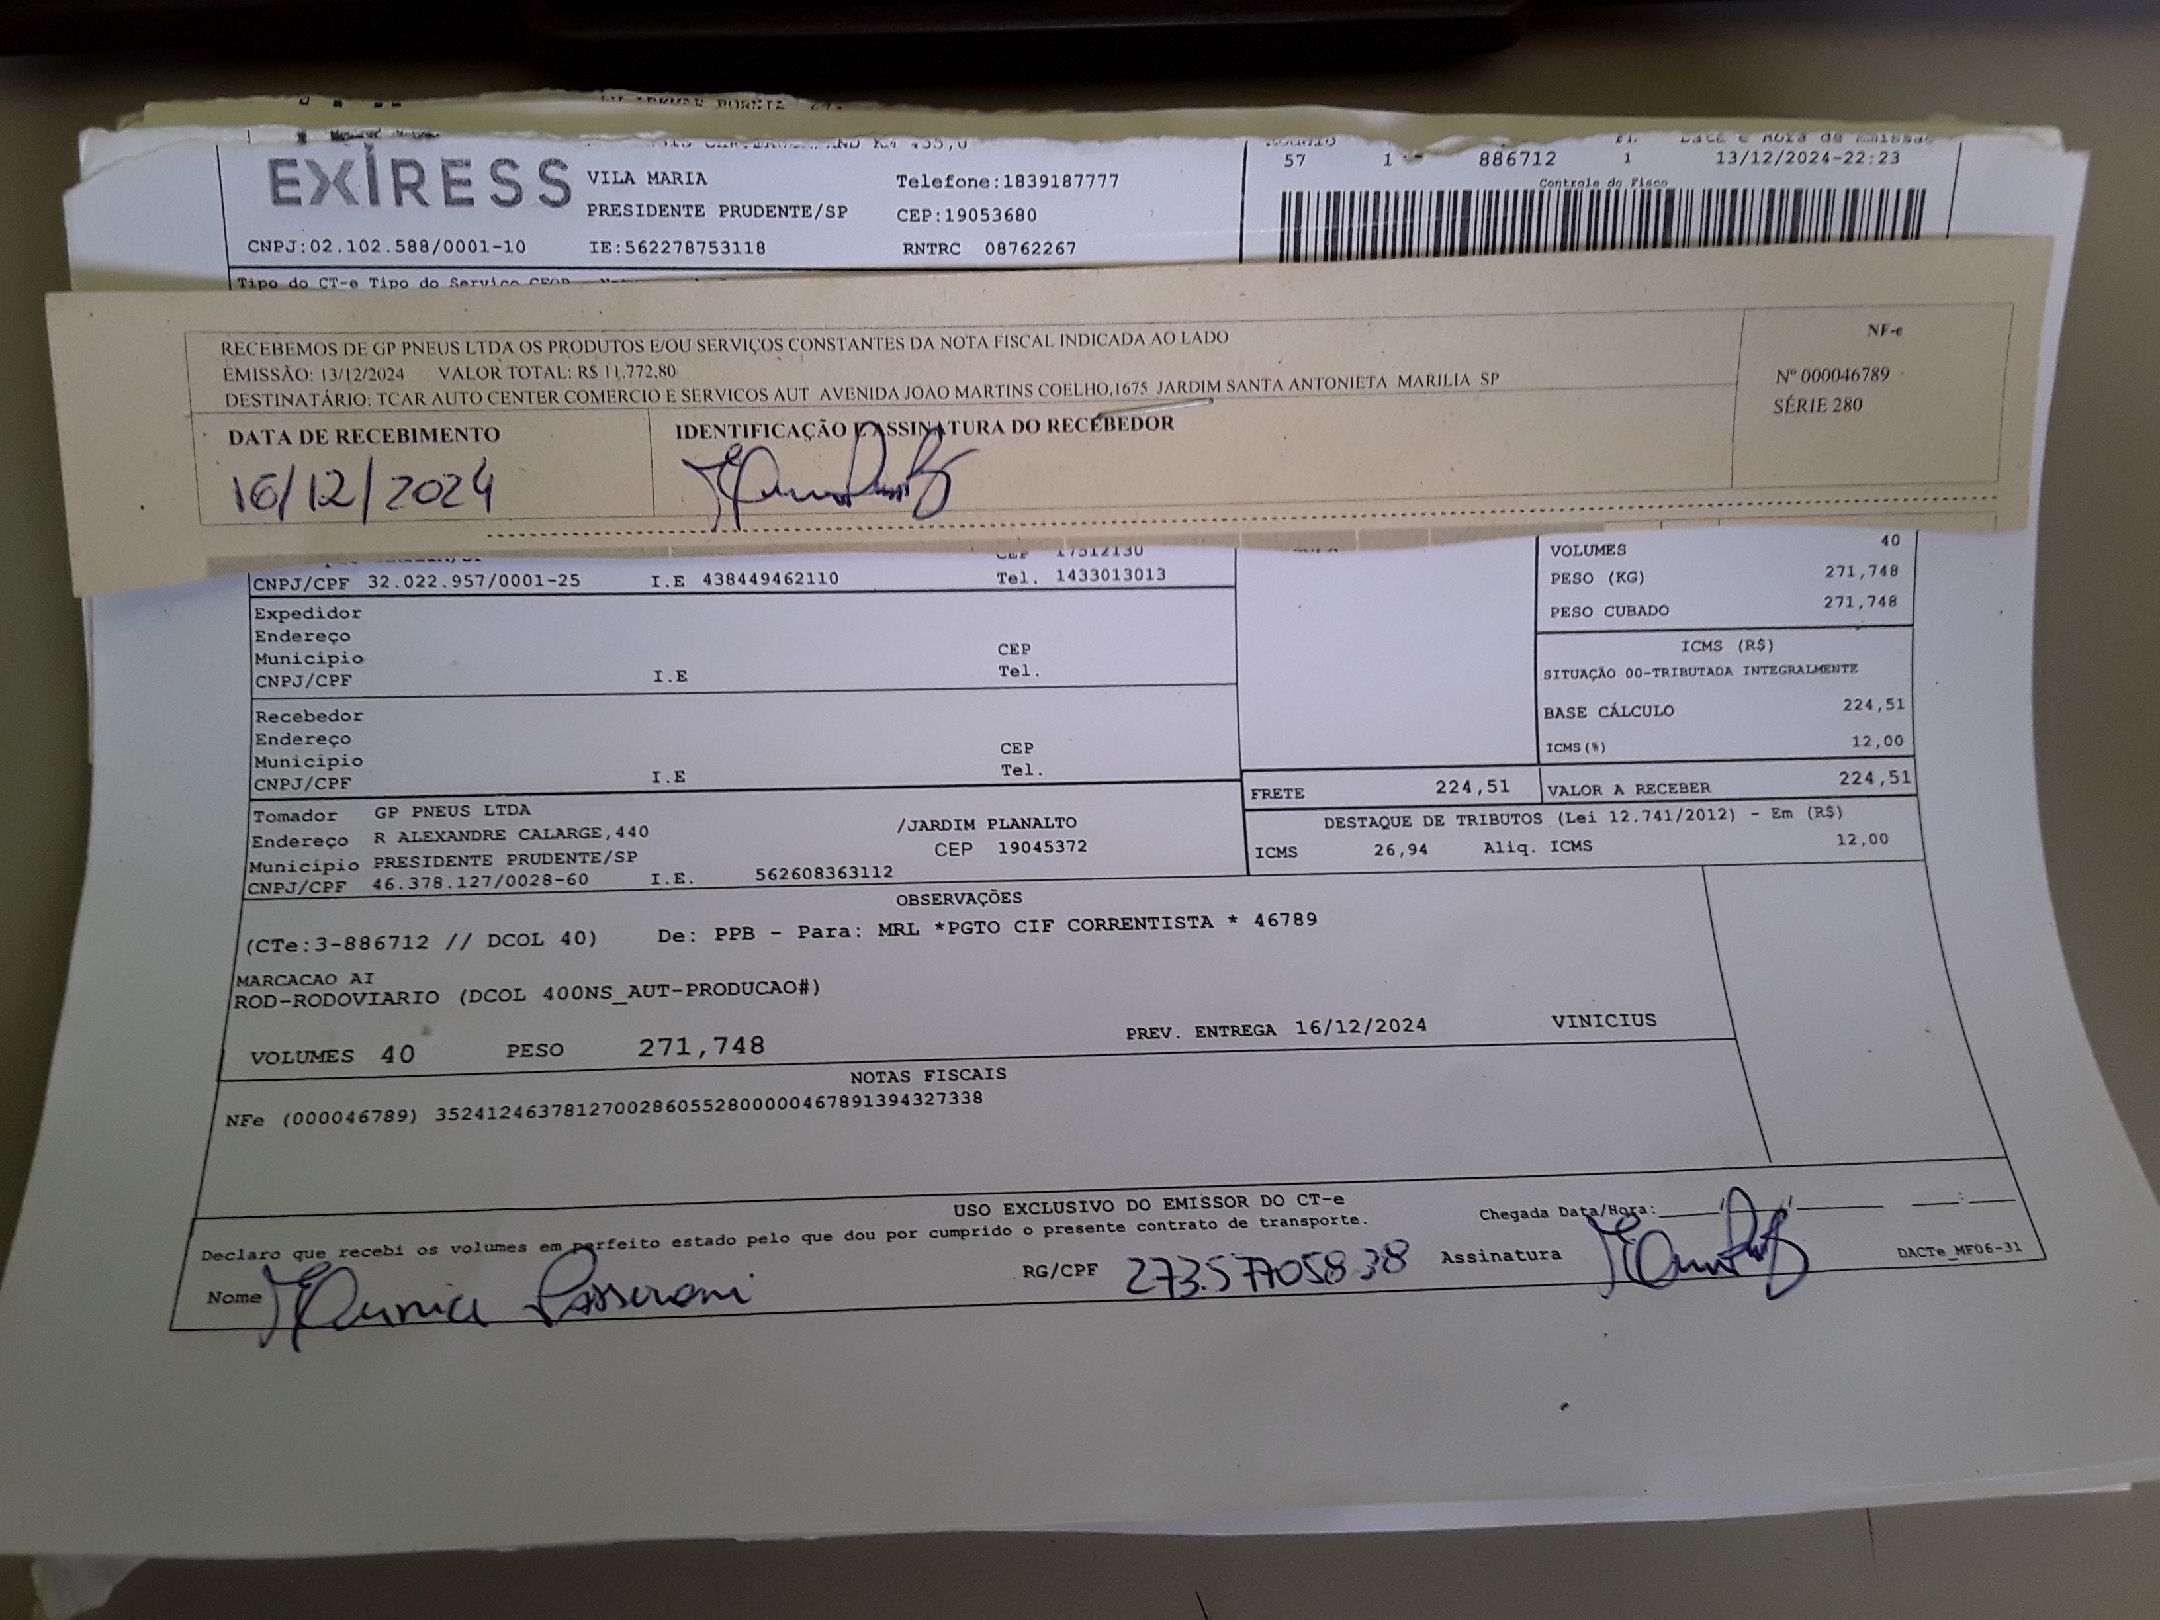 57 1 886712 1 13/12/2024-22:23
Controle do Fisco
EXÍRESS
VILA MARIA Telefone:1839187777
PRESIDENTE PRUDENTE/SP CEP:19053680
CNPJ:02.102.588/0001-10 IE:562278753118 RNTRC 08762267
Tipo do CT-e Tipo do Serviço CFOP
RECEBEMOS DE GP PNEUS LTDA OS PRODUTOS E/OU SERVIÇOS CONSTANTES DA NOTA FISCAL INDICADA AO LADO
EMISSÃO: 13/12/2024 VALOR TOTAL: R$ 11.772,80
DESTINATÁRIO: TCAR AUTO CENTER COMERCIO E SERVICOS AUT AVENIDA JOAO MARTINS COELHO,1675 JARDIM SANTA ANTONIETA MARILIA SP
NF-e
Nº 000046789
SÉRIE 280
DATA DE RECEBIMENTO
16/12/2024
IDENTIFICAÇÃO E ASSINATURA DO RECEBEDOR
CEP 17512130
CNPJ/CPF 32.022.957/0001-25 I.E 438449462110 Tel. 1433013013
Expedidor
Endereço
Municipio CEP
CNPJ/CPF I.E Tel.
Recebedor
Endereço
Municipio CEP
CNPJ/CPF I.E Tel.
Tomador GP PNEUS LTDA
Endereço R ALEXANDRE CALARGE,440 /JARDIM PLANALTO
Municipio PRESIDENTE PRUDENTE/SP CEP 19045372
CNPJ/CPF 46.378.127/0028-60 I.E. 562608363112
VOLUMES 40
PESO (KG) 271,748
PESO CUBADO 271,748
ICMS (R$)
SITUAÇÃO 00-TRIBUTADA INTEGRALMENTE
BASE CÁLCULO 224,51
ICMS(%) 12,00
FRETE 224,51 VALOR A RECEBER 224,51
DESTAQUE DE TRIBUTOS (Lei 12.741/2012) - Em (R$)
ICMS 26,94 Aliq. ICMS 12,00
OBSERVAÇÕES
(CTe:3-886712 // DCOL 40) De: PPB - Para: MRL *PGTO CIF CORRENTISTA * 46789
MARCACAO AI
ROD-RODOVIARIO (DCOL 400NS_AUT-PRODUCAO#)
VOLUMES 40 PESO 271,748 PREV. ENTREGA 16/12/2024 VINICIUS
NOTAS FISCAIS
NFe (000046789) 35241246378127002860552800000467891394327338
USO EXCLUSIVO DO EMISSOR DO CT-e
Declaro que recebi os volumes em perfeito estado pelo que dou por cumprido o presente contrato de transporte.
Chegada Data/Hora:
Nome RG/CPF 273.577058-38 Assinatura
DACTe_MF06-31